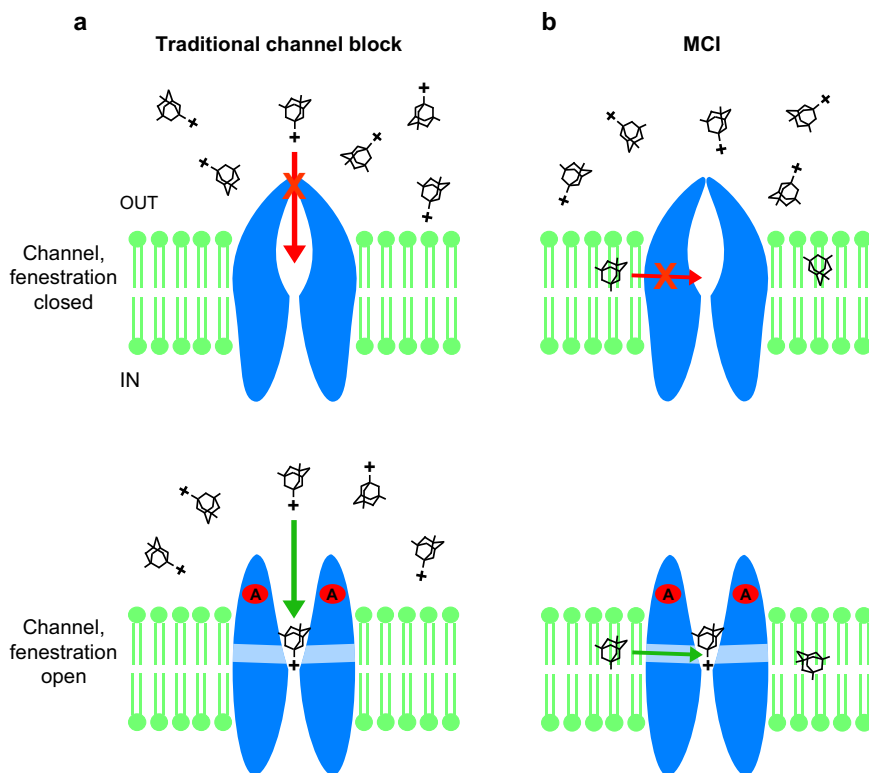 a
b
Traditional channel block
MCI
+
+
+
+
+
+
+
+
+
+
+
X
OUT
Channel,
fenestration
closed
X
IN
+
+
+
+
+
A
A
A
A
Channel,
fenestration
open
+
+